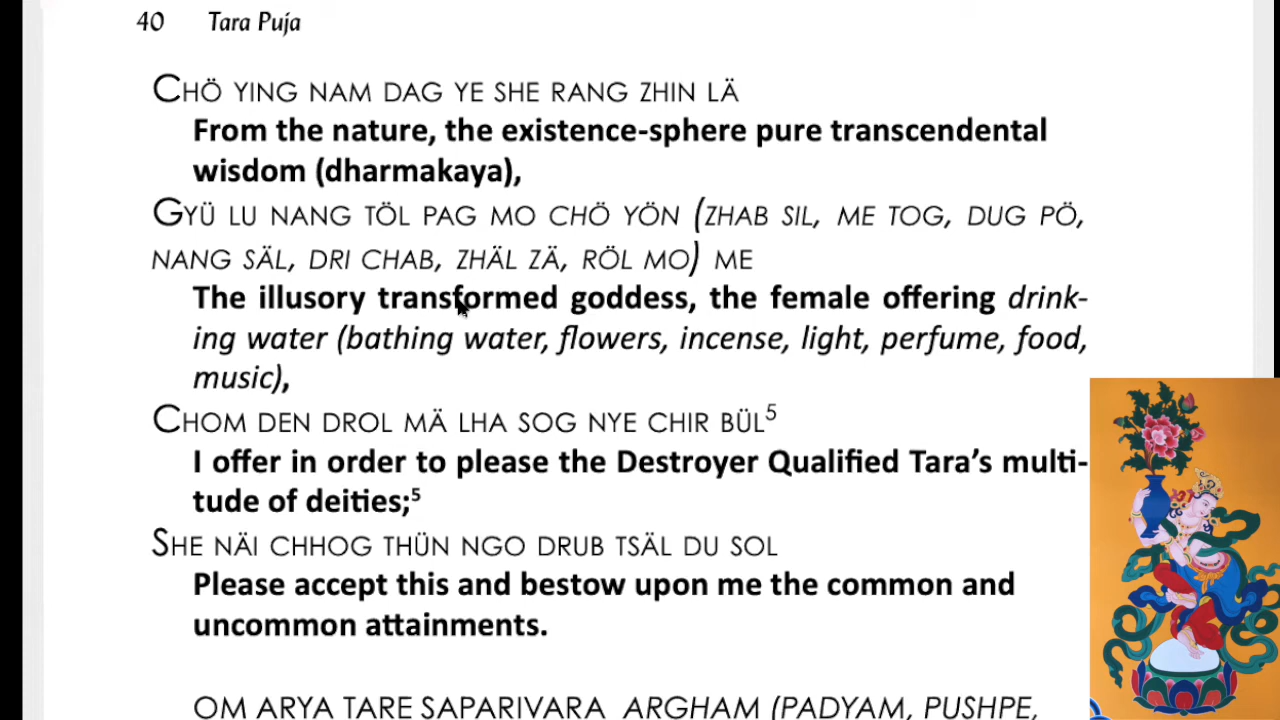 40 Tara Puja
CHÖ YING NAM DAG YE SHE RANG ZHIN LÄ
From the nature, the existence-sphere pure transcendental
wisdom (dharmakaya),
GYÜ LU NANG TÖL PAG MO CHÖ YÖN (ZHAB SIL, ME TOG, DUG PÖ,
NANG SÄL, DRI CHAB, ZHÄL ZÄ, RÖL MO) ME
The illusory transformed goddess, the female offering drink-
ing water (bathing water, flowers, incense, light, perfume, food,
music),
CHOM DEN DROL MÄ LHA SOG NYE CHIR BÜL5
I offer in order to please the Destroyer Qualified Tara's multi-
tude of deities;5
SHE NÄI CHHOG THÜN NGO DRUB TSÄL DU SOL
Please accept this and bestow upon me the common and
uncommon attainments.
OM ARYA TARE SAPARIVARA ARGHAM (PADYAM, PUSHPE,